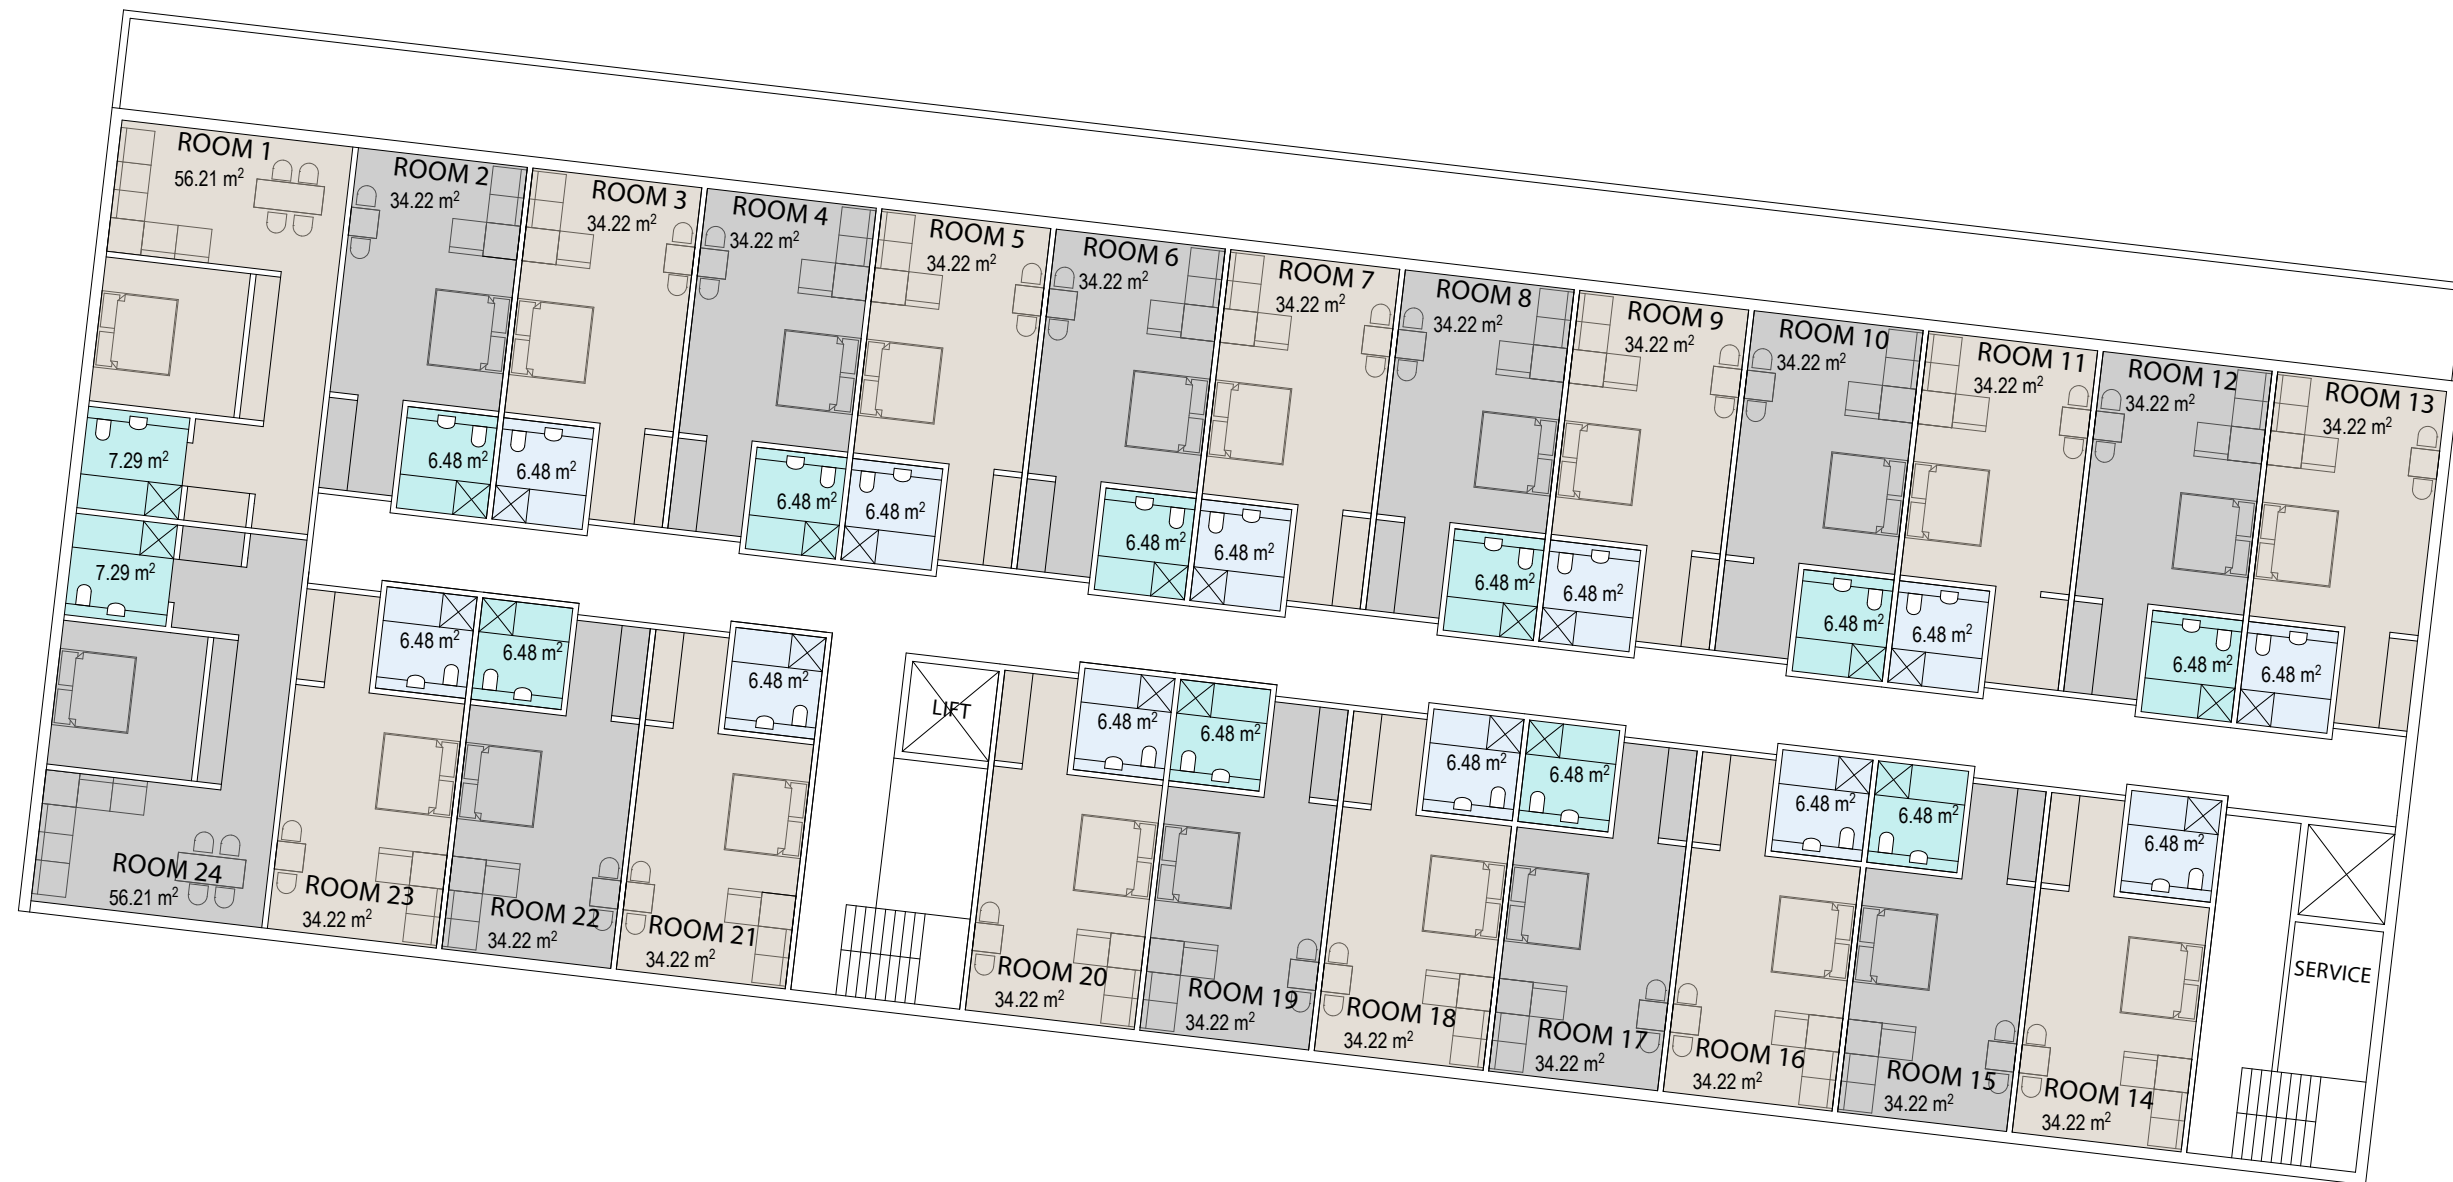 ROOM 1
56.21 m²
ROOM 2
34.22 m²
ROOM 3
34.22 m²
ROOM 4
34.22 m²
ROOM 5
34.22 m²
ROOM 6
34.22 m²
ROOM 7
34.22 m²
ROOM 8
34.22 m²
ROOM 9
34.22 m²
ROOM 10
34.22 m²
ROOM 11
34.22 m²
ROOM 12
34.22 m²
ROOM 13
34.22 m²
7.29 m²
6.48 m²
6.48 m²
6.48 m²
6.48 m²
6.48 m²
6.48 m²
6.48 m²
6.48 m²
6.48 m²
6.48 m²
6.48 m²
6.48 m²
7.29 m²
6.48 m²
6.48 m²
6.48 m²
LIFT
6.48 m²
6.48 m²
6.48 m²
6.48 m²
6.48 m²
6.48 m²
6.48 m²
SERVICE
ROOM 24
56.21 m²
ROOM 23
34.22 m²
ROOM 22
34.22 m²
ROOM 21
34.22 m²
ROOM 20
34.22 m²
ROOM 19
34.22 m²
ROOM 18
34.22 m²
ROOM 17
34.22 m²
ROOM 16
34.22 m²
ROOM 15
34.22 m²
ROOM 14
34.22 m²